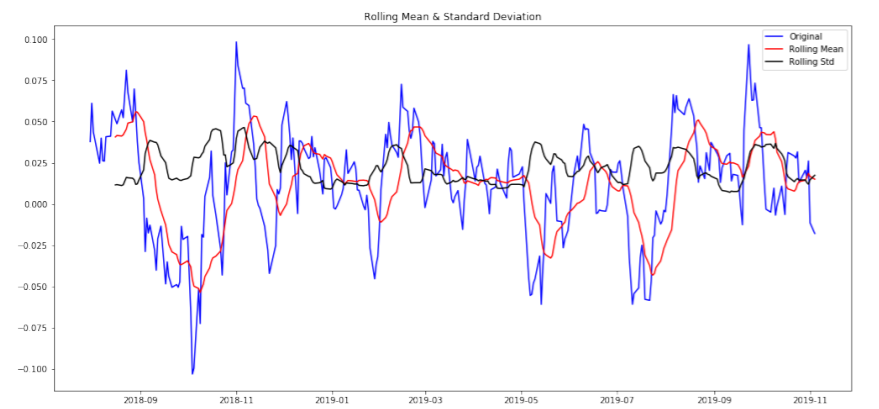 Rolling Mean & Standard Deviation
Original
Rolling Mean
Rolling Std
0.100
0.075
0.050
0.025
0.000
−0.025
−0.050
−0.075
−0.100
2018-09 2018-11 2019-01 2019-03 2019-05 2019-07 2019-09 2019-11